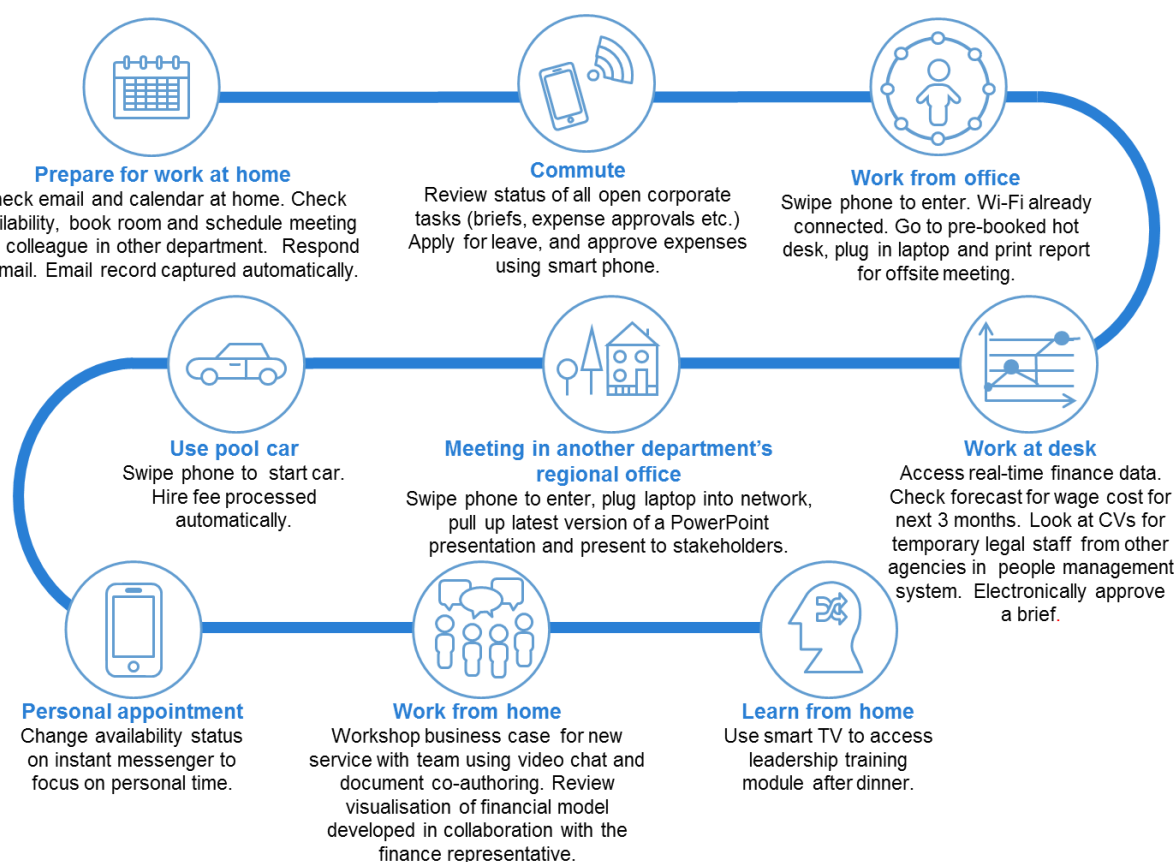 Prepare for work at home
heck email and calendar at home. Check
ilability, book room and schedule meeting
colleague in other department. Respond
mail. Email record captured automatically.
Commute
Review status of all open corporate
tasks (briefs, expense approvals etc.)
Apply for leave, and approve expenses
using smart phone.
Work from office
Swipe phone to enter. Wi-Fi already
connected. Go to pre-booked hot
desk, plug in laptop and print report
for offsite meeting.
Work at desk
Access real-time finance data.
Check forecast for wage cost for
next 3 months. Look at CVs for
temporary legal staff from other
agencies in people management
system. Electronically approve
a brief.
Meeting in another department's
regional office
Swipe phone to enter, plug laptop into network,
pull up latest version of a PowerPoint
presentation and present to stakeholders.
Use pool car
Swipe phone to start car.
Hire fee processed
automatically.
Personal appointment
Change availability status
on instant messenger to
focus on personal time.
Work from home
Workshop business case for new
service with team using video chat and
document co-authoring. Review
visualisation of financial model
developed in collaboration with the
finance representative.
Learn from home
Use smart TV to access
leadership training
module after dinner.